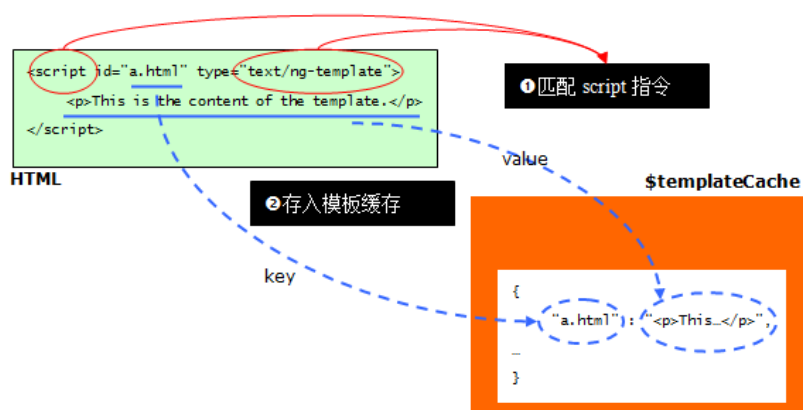 <script id="a.html" type="text/ng-template">
<p>This is the content of the template.</p>
</script>
HTML
❶匹配 script 指令
value
$templateCache
❷存入模板缓存
key
{
"a.html" : "<p>This…</p>",
…
}